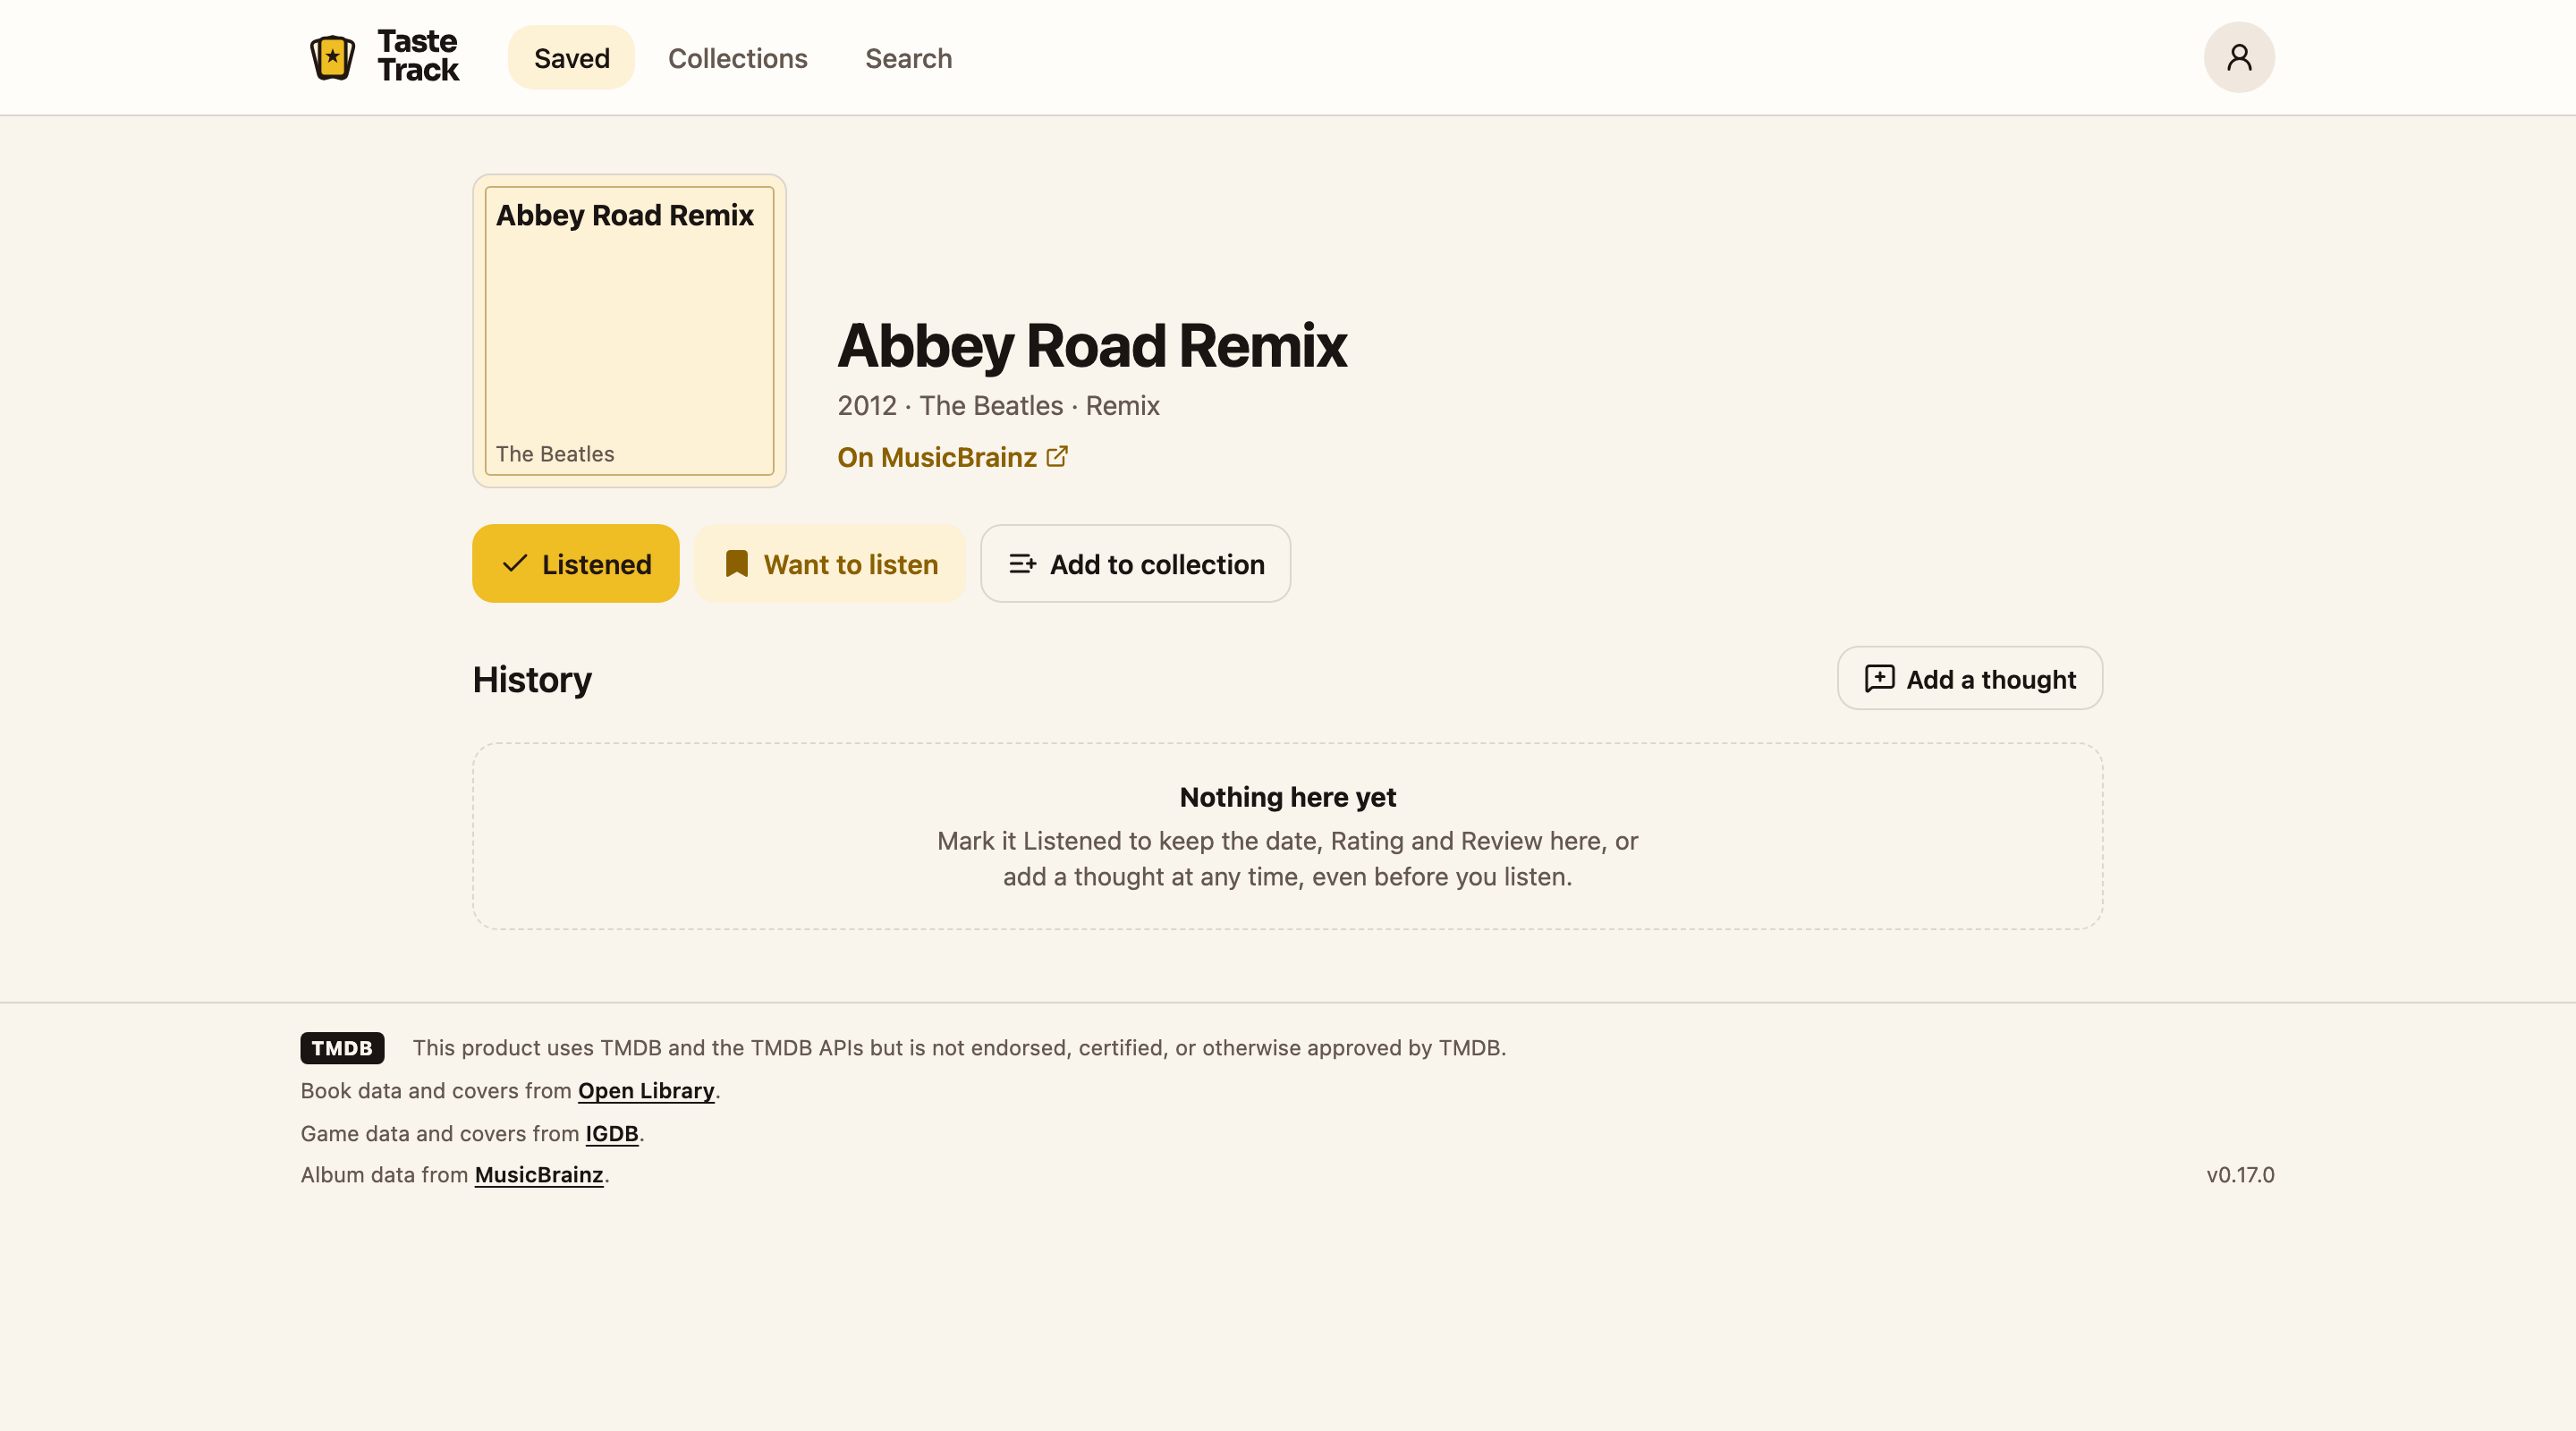 Taste
Track
Saved
Collections
Search
Abbey Road Remix
The Beatles
Abbey Road Remix
2012 · The Beatles · Remix
On MusicBrainz
Listened
Want to listen
Add to collection
History
Add a thought
Nothing here yet
Mark it Listened to keep the date, Rating and Review here, or
add a thought at any time, even before you listen.
TMDB This product uses TMDB and the TMDB APIs but is not endorsed, certified, or otherwise approved by TMDB.
Book data and covers from Open Library.
Game data and covers from IGDB.
Album data from MusicBrainz.
v0.17.0